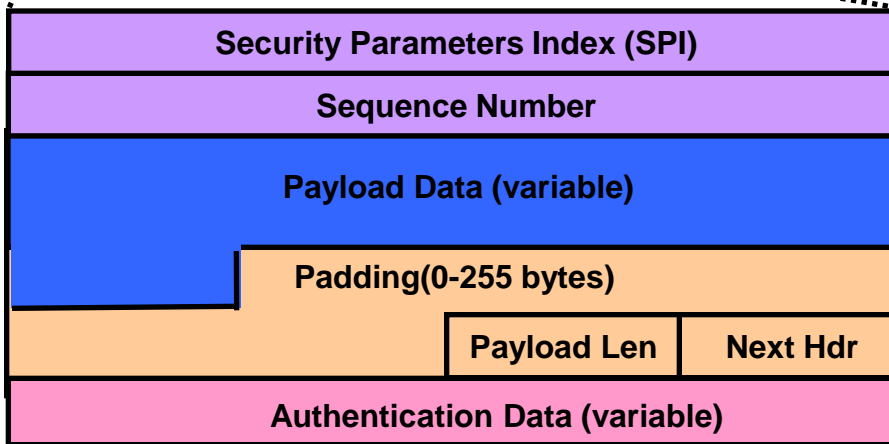 Security Parameters Index (SPI)
Sequence Number
Payload Data (variable)
Padding(0-255 bytes)
Payload Len Next Hdr
Authentication Data (variable)